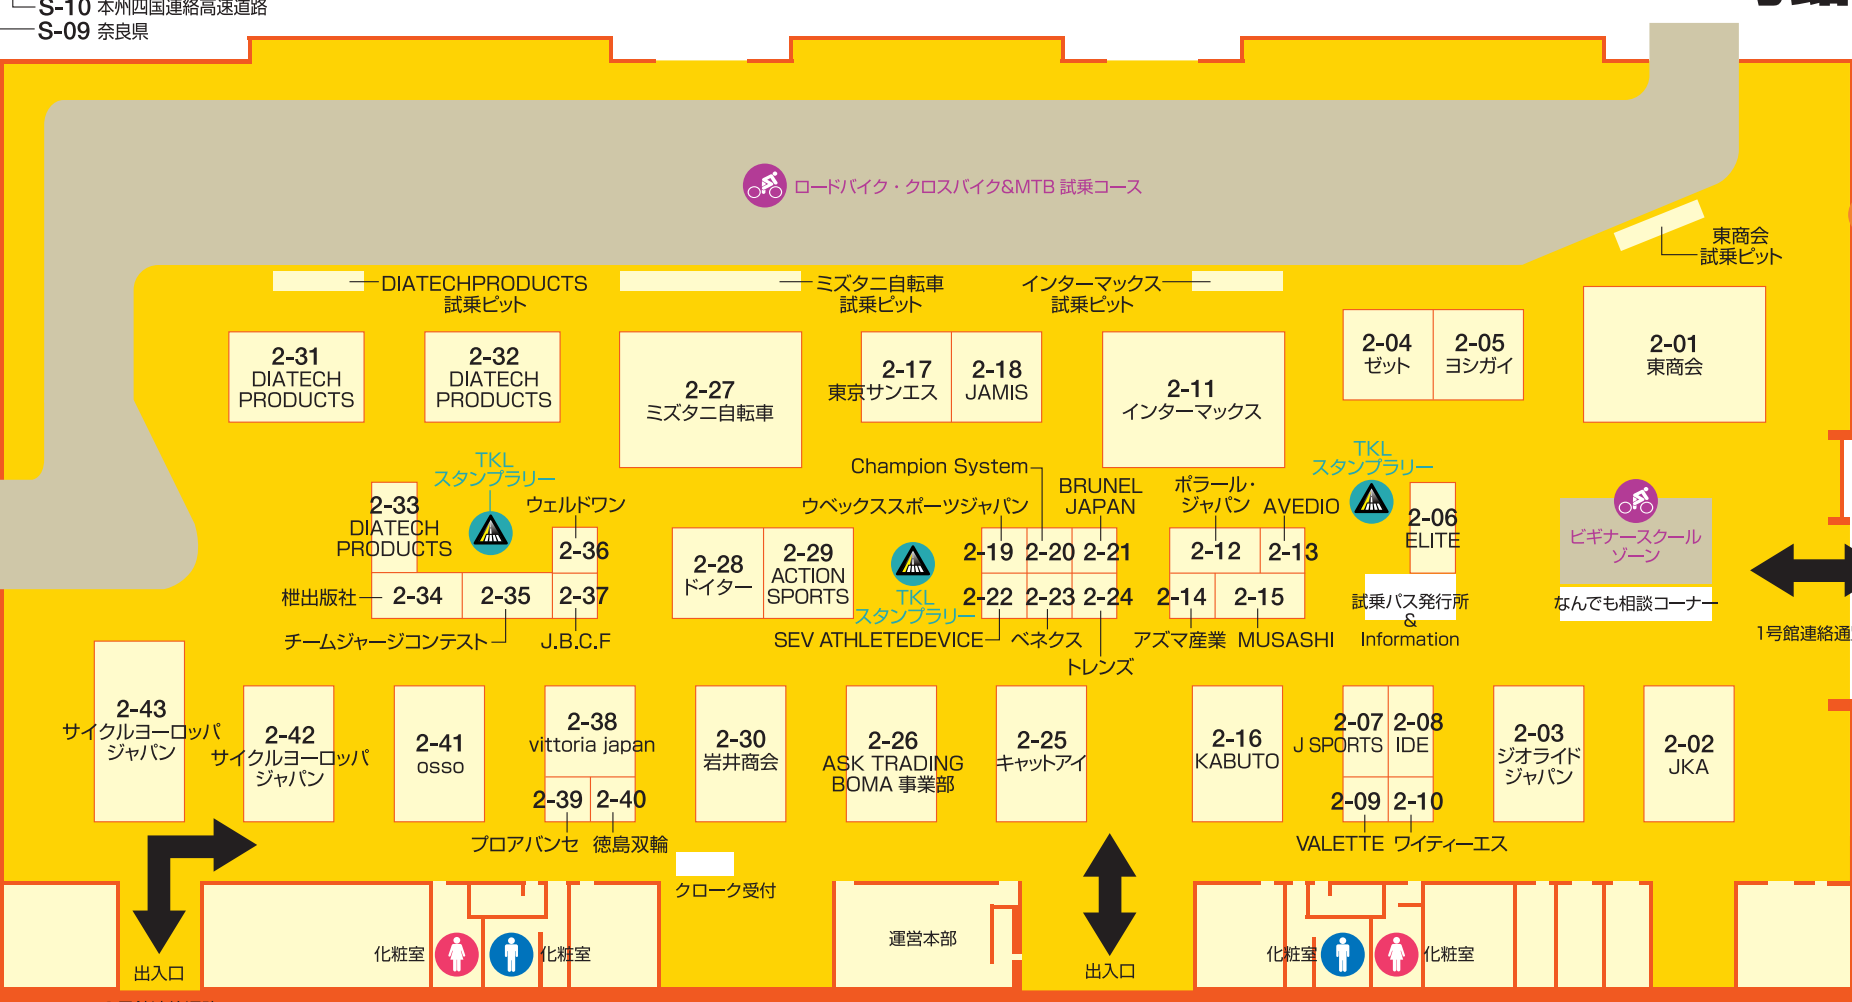 S-10 本州四国連絡高速道路
S-09 奈良県
ロードバイク・クロスバイク&MTB 試乗コース
東商会
試乗ピット
DIATECHPRODUCTS
試乗ピット
ミズタニ自転車
試乗ピット
インターマックス
試乗ピット
2-31
DIATECH
PRODUCTS
2-32
DIATECH
PRODUCTS
2-27
ミズタニ自転車
2-17
東京サンエス
2-18
JAMIS
2-11
インターマックス
2-04
ゼット
2-05
ヨシガイ
2-01
東商会
TKL
スタンプラリー
Champion System
TKL
スタンプラリー
2-33
DIATECH
PRODUCTS
ウェルドワン
2-36
ウベックススポーツジャパン
BRUNEL
JAPAN
ポラール・
ジャパン
AVEDIO
2-06
ELITE
ビギナースクール
ゾーン
2-28
ドイター
2-29
ACTION
SPORTS
TKL
スタンプラリー
2-19
2-20
2-21
2-12
2-13
枻出版社
2-34
2-35
2-37
2-22
2-23
2-24
2-14
2-15
試乗パス発行所
&
Information
なんでも相談コーナー
チームジャージコンテスト
J.B.C.F
SEV ATHLETEDEVICE
ベネクス
トレンズ
アズマ産業
MUSASHI
1号館連絡通
2-43
サイクルヨーロッパ
ジャパン
2-42
サイクルヨーロッパ
ジャパン
2-41
osso
2-38
vittoria japan
2-30
岩井商会
2-26
ASK TRADING
BOMA 事業部
2-25
キャットアイ
2-16
KABUTO
2-07
J SPORTS
2-08
IDE
2-03
ジオライド
ジャパン
2-02
JKA
2-39
2-40
2-09
2-10
プロアバンセ
徳島双輪
VALETTE
ワイティーエス
クローク受付
化粧室
化粧室
運営本部
化粧室
化粧室
出入口
出入口